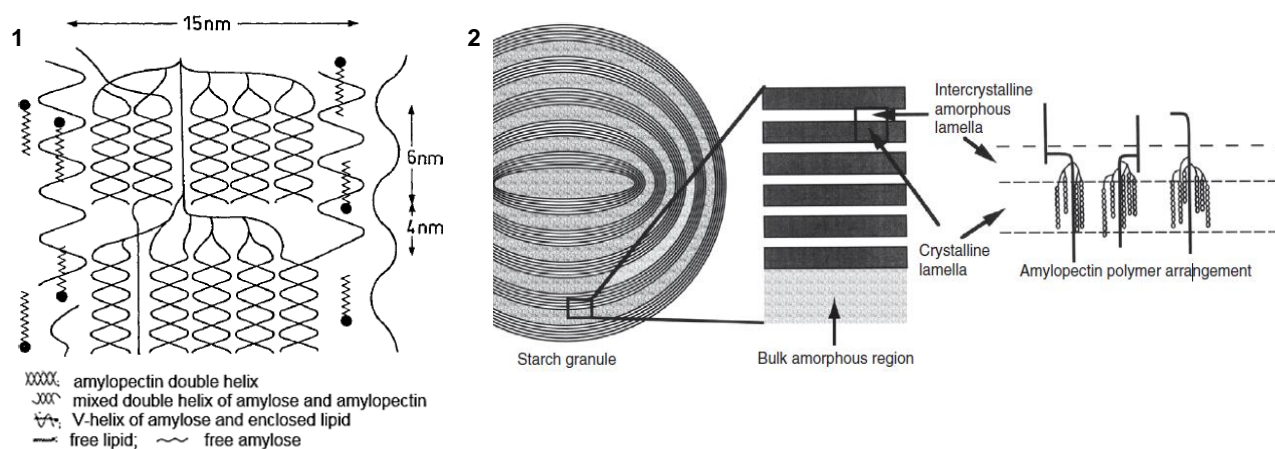 1
15nm
6nm
4nm
amylopectin double helix
mixed double helix of amylose and amylopectin
V-helix of amylose and enclosed lipid
free lipid; free amylose
2
Starch granule
Bulk amorphous region
Intercrystalline
amorphous
lamella
Crystalline
lamella
Amylopectin polymer arrangement